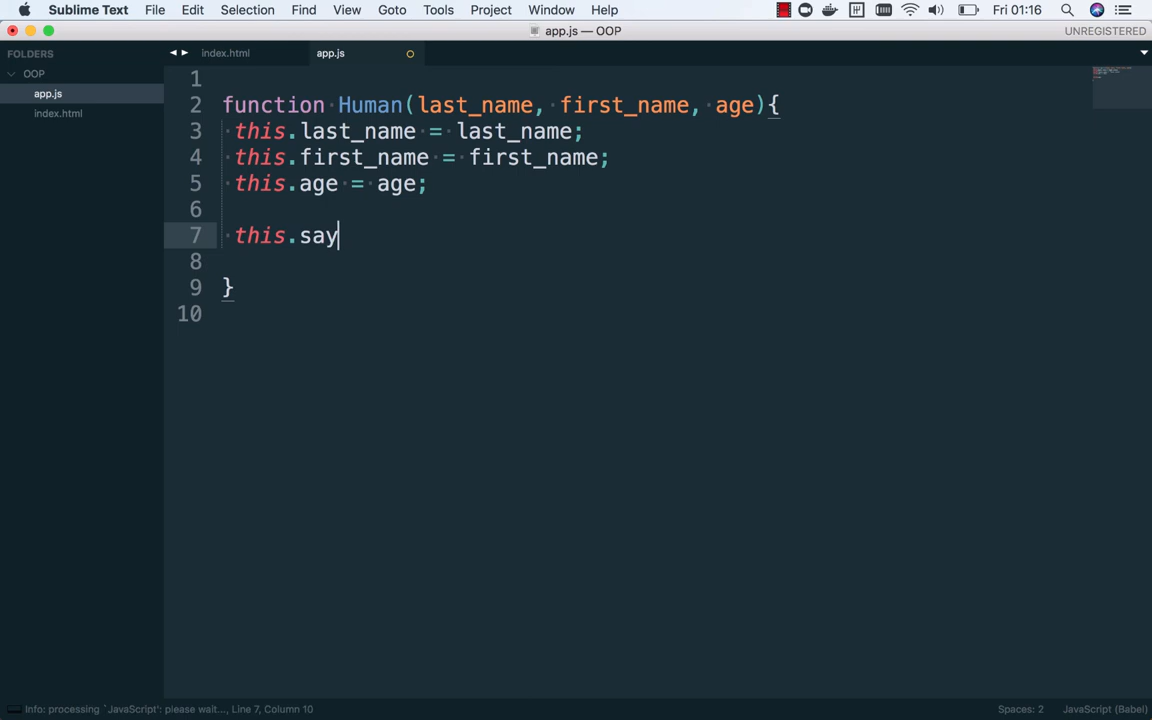 Sublime Text File Edit Selection Find Goto Tools Project Window Help Fri 01:16
app.js — OOP UNREGISTERED
FOLDERS
OOP
app.js
index.html
index.html app.js
1
2 function Human(last_name, first_name, age){
3 this.last_name = last_name;
4 this.first_name = first_name;
5 this.age = age;
6
7 this.say
8
9 }
10
Info: processing `JavaScript': please wait..., Line 7, Column 10 Spaces: 2 JavaScript (Babel)